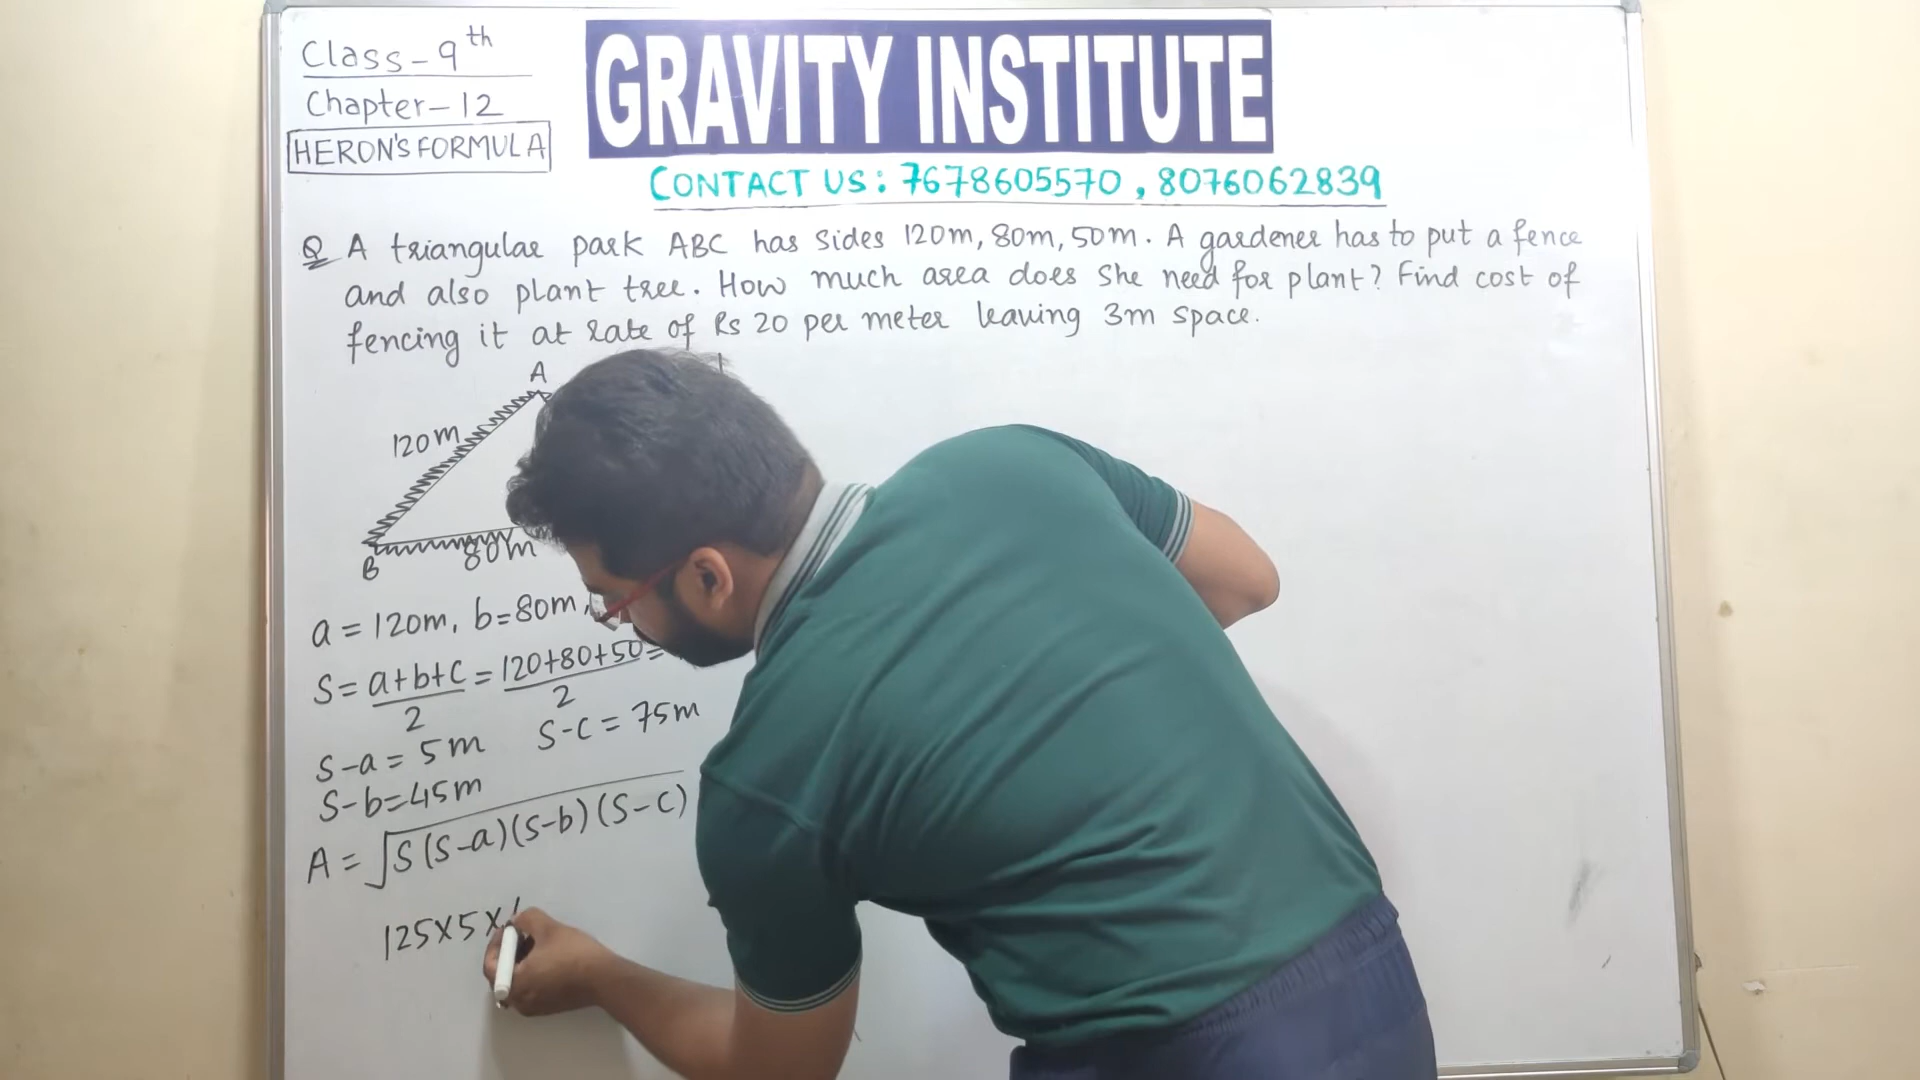 Class-9th
Chapter-12
HERON'S FORMULA
GRAVITY INSTITUTE
CONTACT US: 7678605570, 8076062839
Q A triangular park ABC has sides 120m, 80m, 50m. A gardener has to put a fence
and also plant tree. How much area does she need for plant? Find cost of
fencing it at rate of Rs 20 per meter leaving 3m space.
A
120m
80m
B
a = 120m, b=80m,
S= a+b+c/2 = 120+80+50/2 =
S-a = 5m S-c = 75m
S-b=45m
A = √S(S-a)(S-b)(S-c)
125x5x